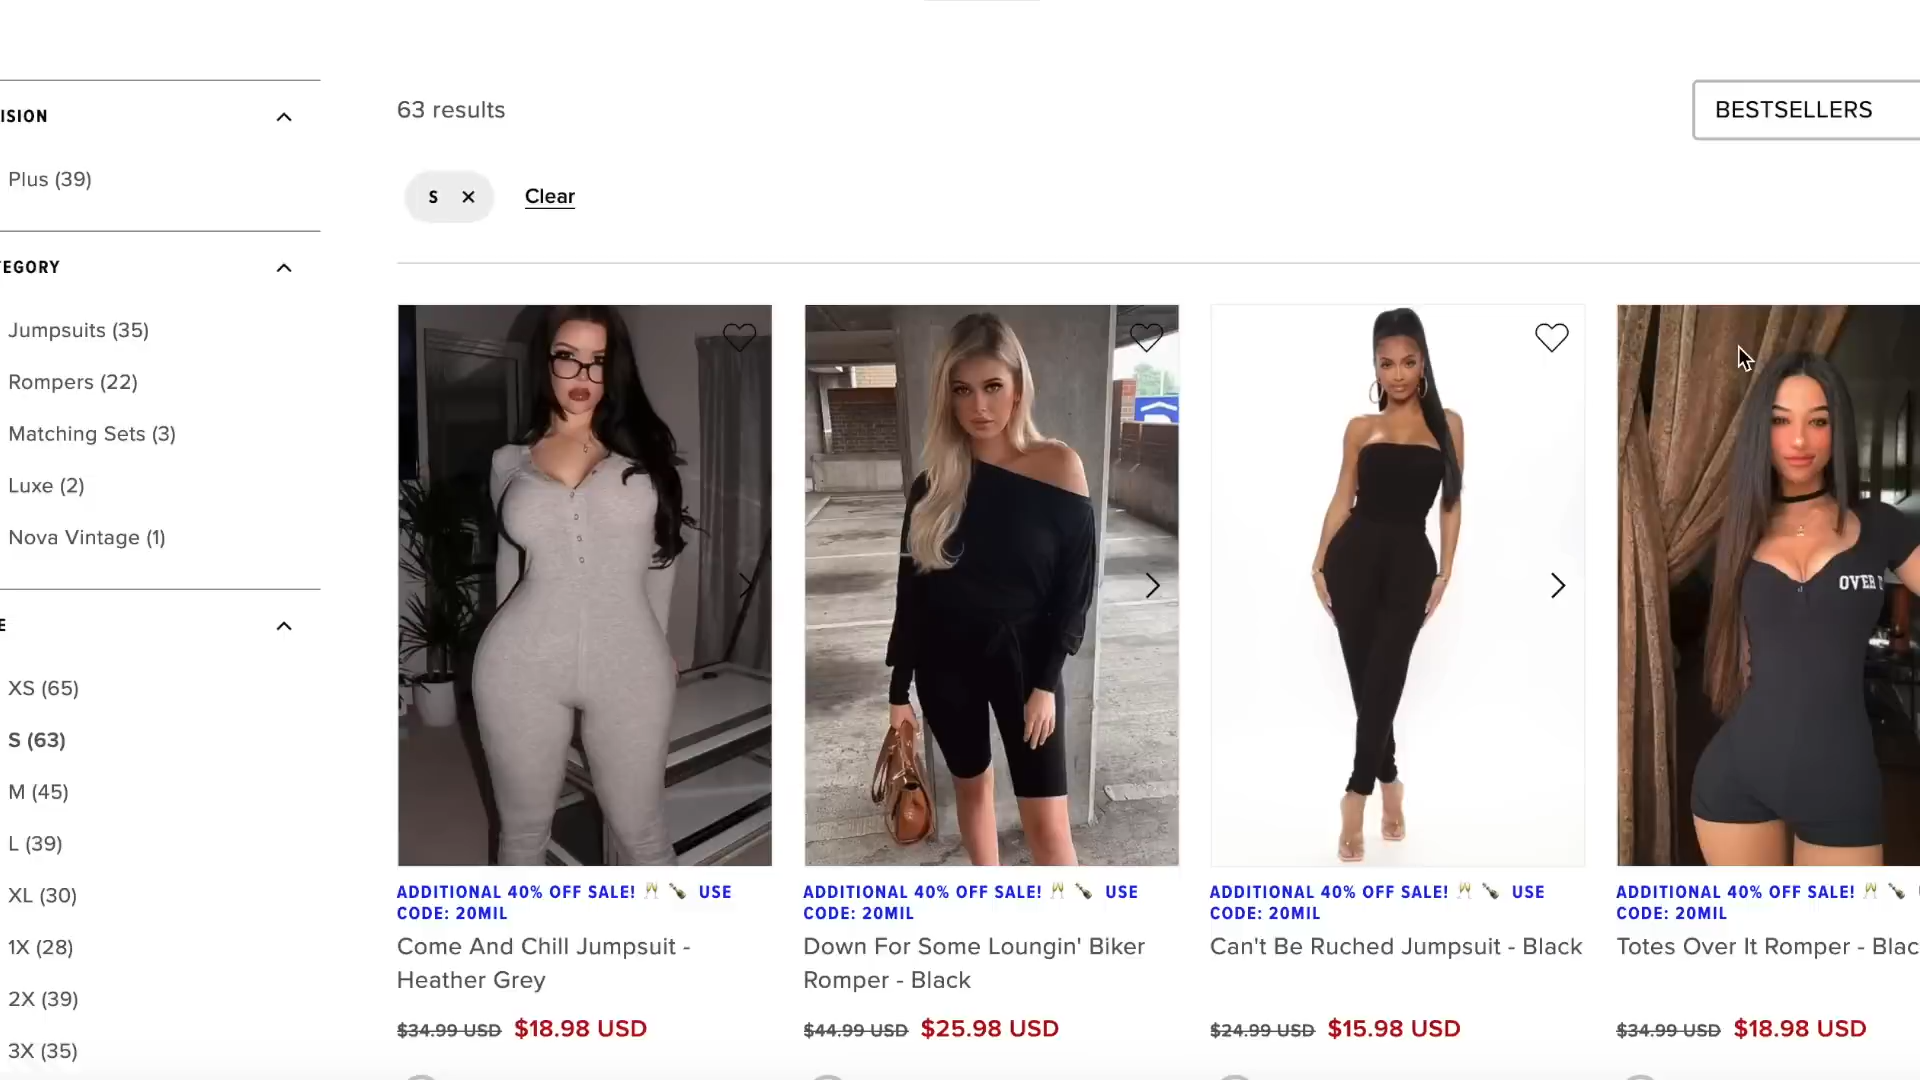 ISION
Plus (39)
TEGORY
Jumpsuits (35)
Rompers (22)
Matching Sets (3)
Luxe (2)
Nova Vintage (1)
E
XS (65)
S (63)
M (45)
L (39)
XL (30)
1X (28)
2X (39)
3X (35)
63 results
BESTSELLERS
S
Clear
OVER
ADDITIONAL 40% OFF SALE! 🥂 🍾 USE
CODE: 20MIL
Come And Chill Jumpsuit -
Heather Grey
$34.99 USD $18.98 USD
ADDITIONAL 40% OFF SALE! 🥂 🍾 USE
CODE: 20MIL
Down For Some Loungin' Biker
Romper - Black
$44.99 USD $25.98 USD
ADDITIONAL 40% OFF SALE! 🥂 🍾 USE
CODE: 20MIL
Can't Be Ruched Jumpsuit - Black
$24.99 USD $15.98 USD
ADDITIONAL 40% OFF SALE! 🥂 🍾
CODE: 20MIL
Totes Over It Romper - Blac
$34.99 USD $18.98 USD